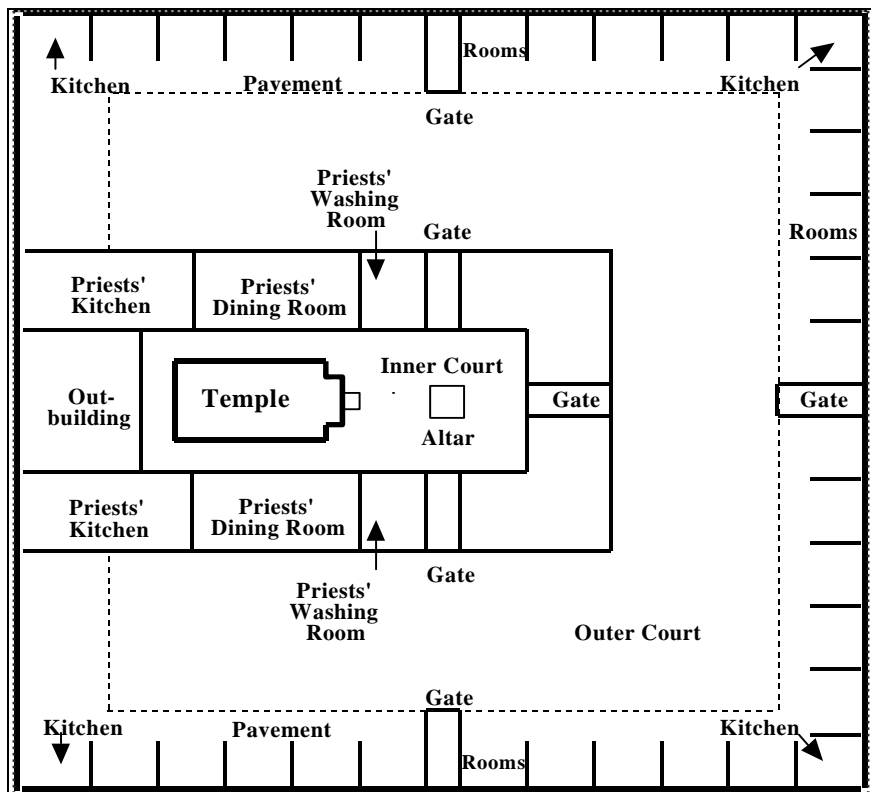 Rooms
Kitchen
Pavement
Kitchen
Gate
Priests'
Washing
Room
Gate
Rooms
Priests'
Kitchen
Priests'
Dining Room
Inner Court
Out-
building
Temple
Gate
Gate
Altar
Priests'
Kitchen
Priests'
Dining Room
Gate
Priests'
Washing
Room
Outer Court
Gate
Kitchen
Pavement
Kitchen
Rooms